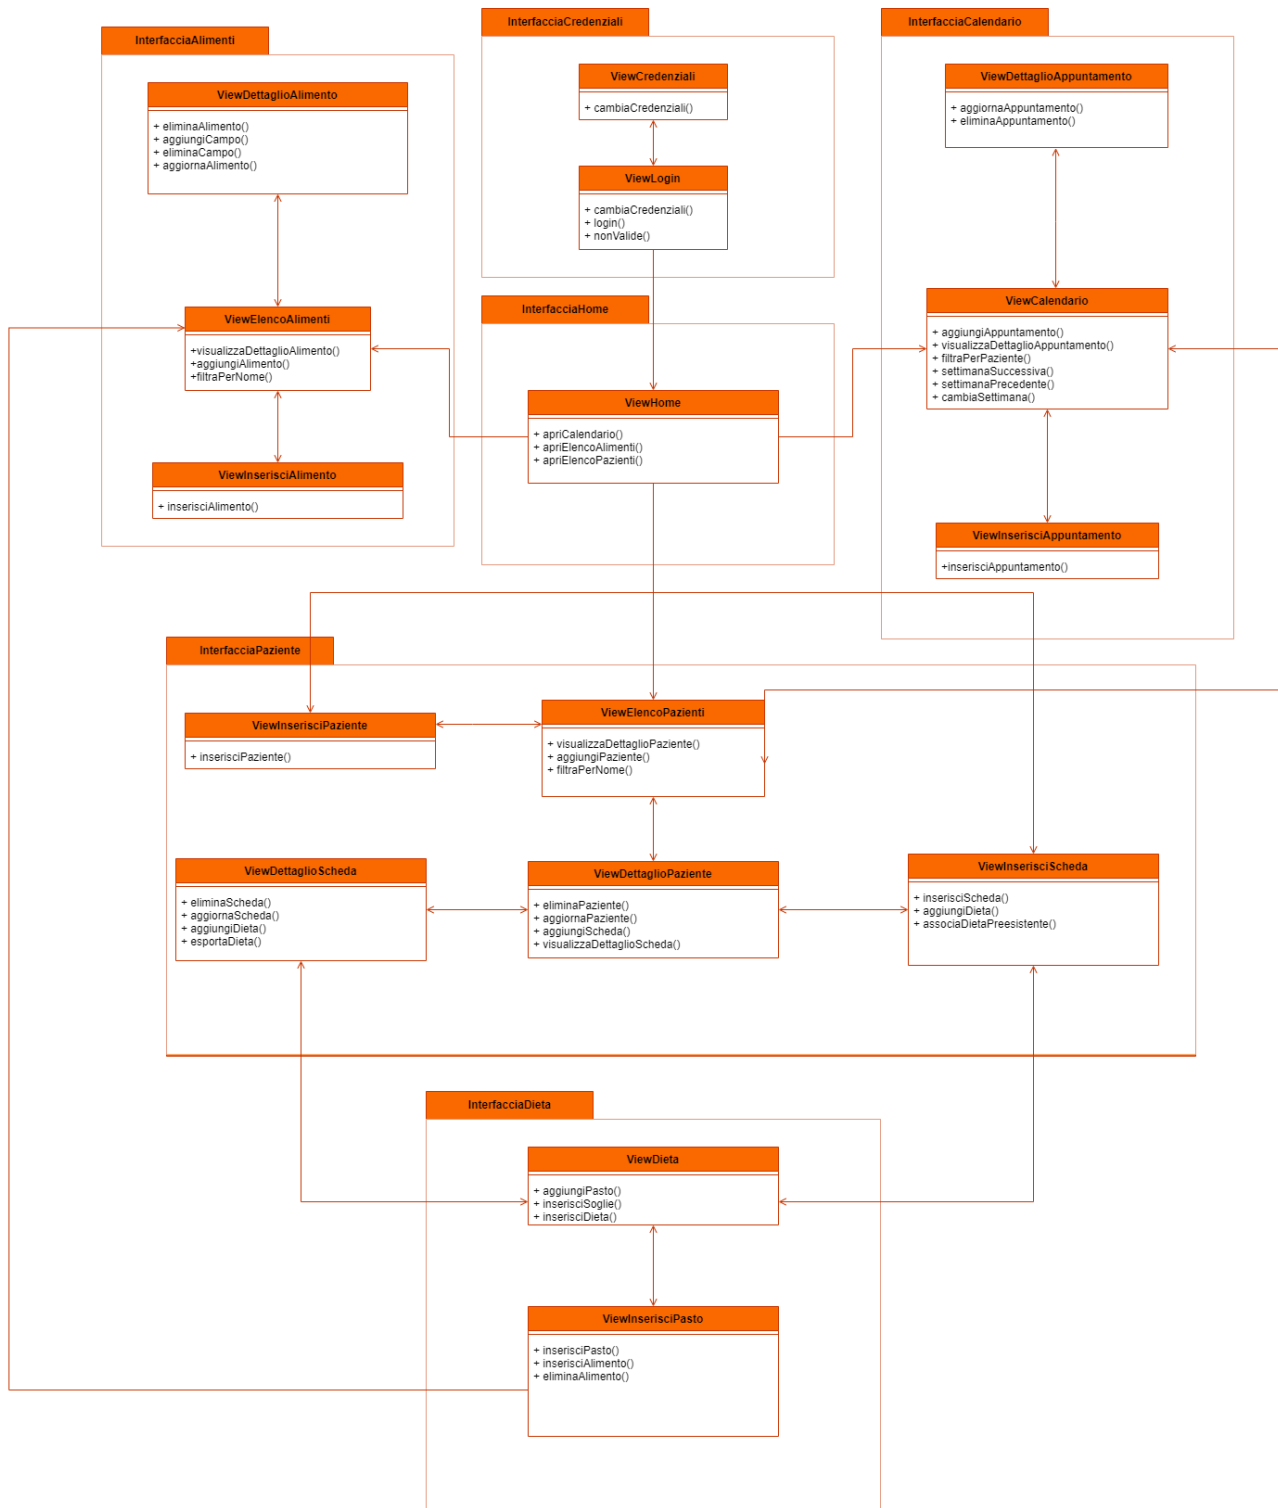 InterfacciaAlimenti
ViewDettaglioAlimento
+ eliminaAlimento()
+ aggiungiCampo()
+ eliminaCampo()
+ aggiornaAlimento()
ViewElencoAlimenti
+visualizzaDettaglioAlimento()
+aggiungiAlimento()
+filtraPerNome()
ViewInserisciAlimento
+ inserisciAlimento()
InterfacciaCredenziali
ViewCredenziali
+ cambiaCredenziali()
ViewLogin
+ cambiaCredenziali()
+ login()
+ nonValide()
InterfacciaHome
ViewHome
+ apriCalendario()
+ apriElencoAlimenti()
+ apriElencoPazienti()
InterfacciaCalendario
ViewDettaglioAppuntamento
+ aggiornaAppuntamento()
+ eliminaAppuntamento()
ViewCalendario
+ aggiungiAppuntamento()
+ visualizzaDettaglioAppuntamento()
+ filtraPerPaziente()
+ settimanaSuccessiva()
+ settimanaPrecedente()
+ cambiaSettimana()
ViewInserisciAppuntamento
+inserisciAppuntamento()
InterfacciaPaziente
ViewInserisciPaziente
+ inserisciPaziente()
ViewElencoPazienti
+ visualizzaDettaglioPaziente()
+ aggiungiPaziente()
+ filtraPerNome()
ViewDettaglioScheda
+ eliminaScheda()
+ aggiornaScheda()
+ aggiungiDieta()
+ esportaDieta()
ViewDettaglioPaziente
+ eliminaPaziente()
+ aggiornaPaziente()
+ aggiungiScheda()
+ visualizzaDettaglioScheda()
ViewInserisciScheda
+ inserisciScheda()
+ aggiungiDieta()
+ associaDietaPreesistente()
InterfacciaDieta
ViewDieta
+ aggiungiPasto()
+ inserisciSoglie()
+ inserisciDieta()
ViewInserisciPasto
+ inserisciPasto()
+ inserisciAlimento()
+ eliminaAlimento()